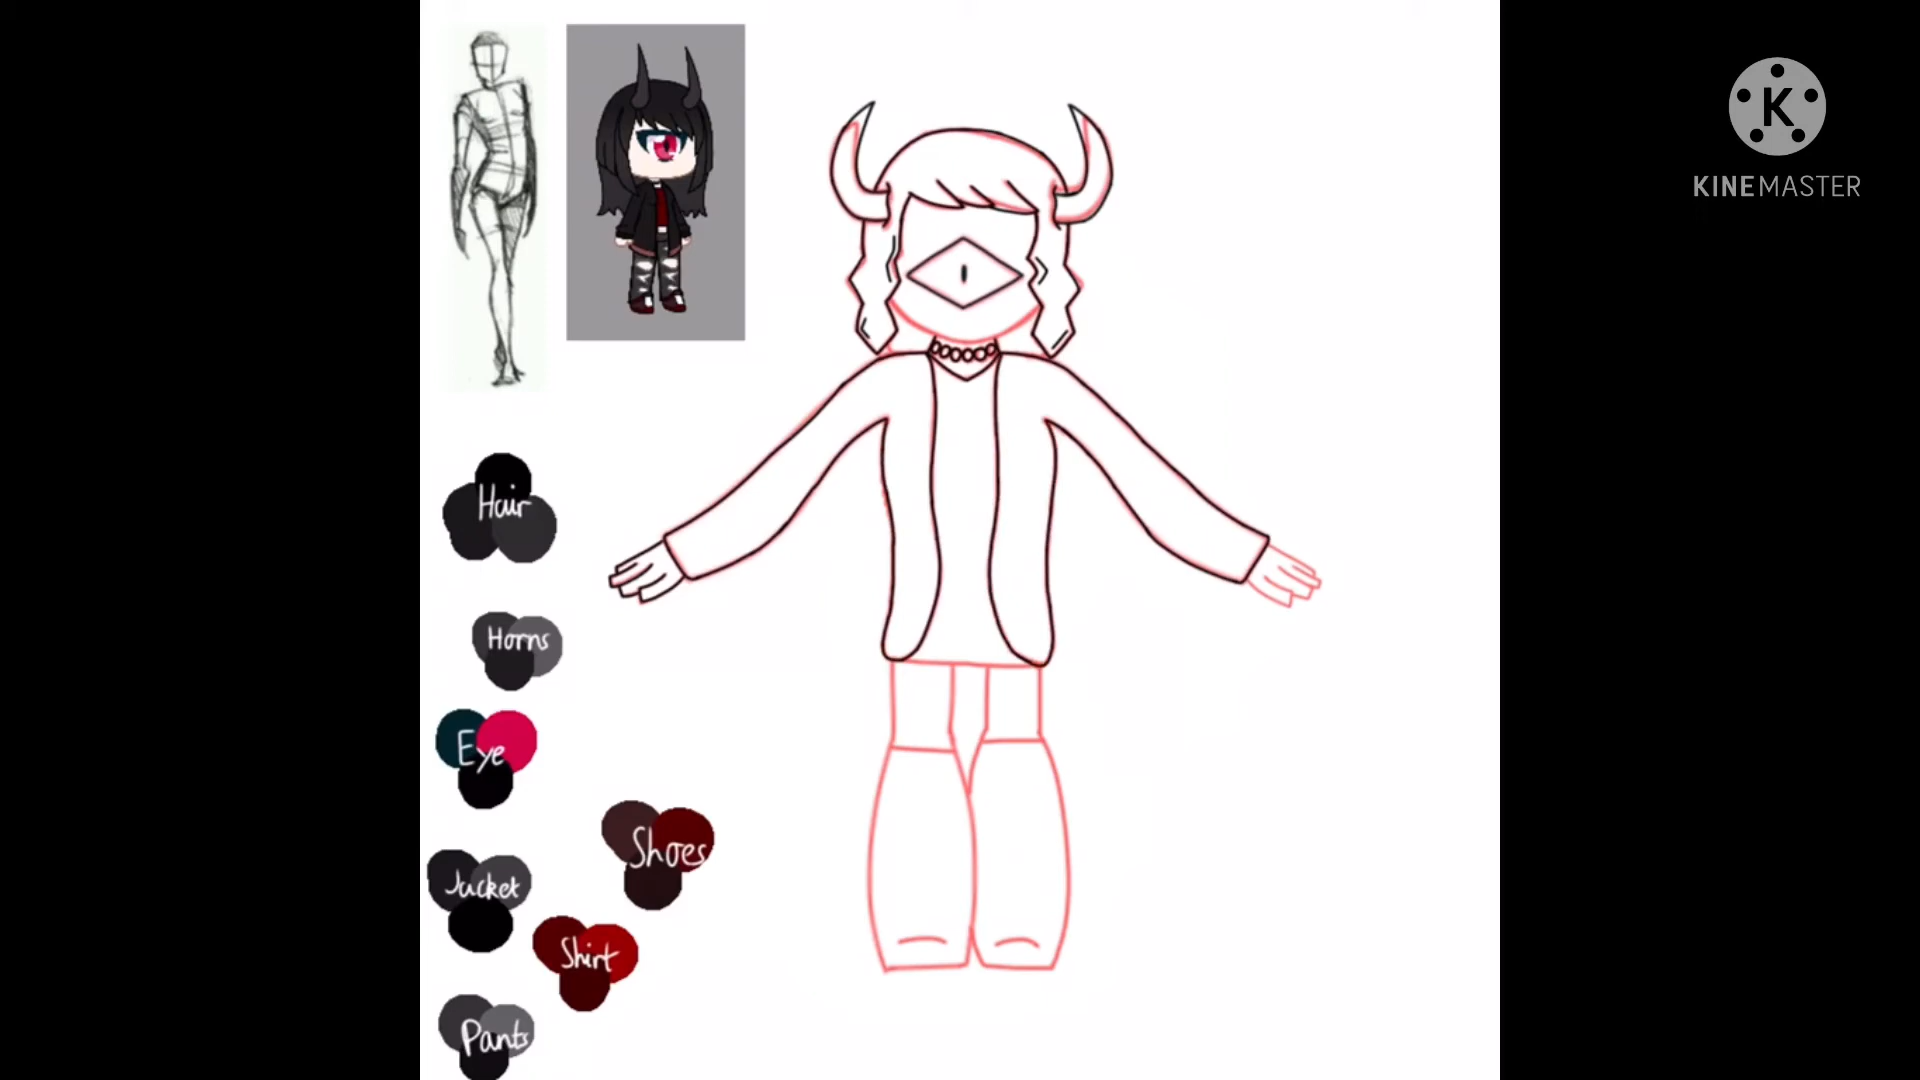 K
KINEMASTER
Hair
Horns
Eye
Shoes
Jacket
Shirt
Pants